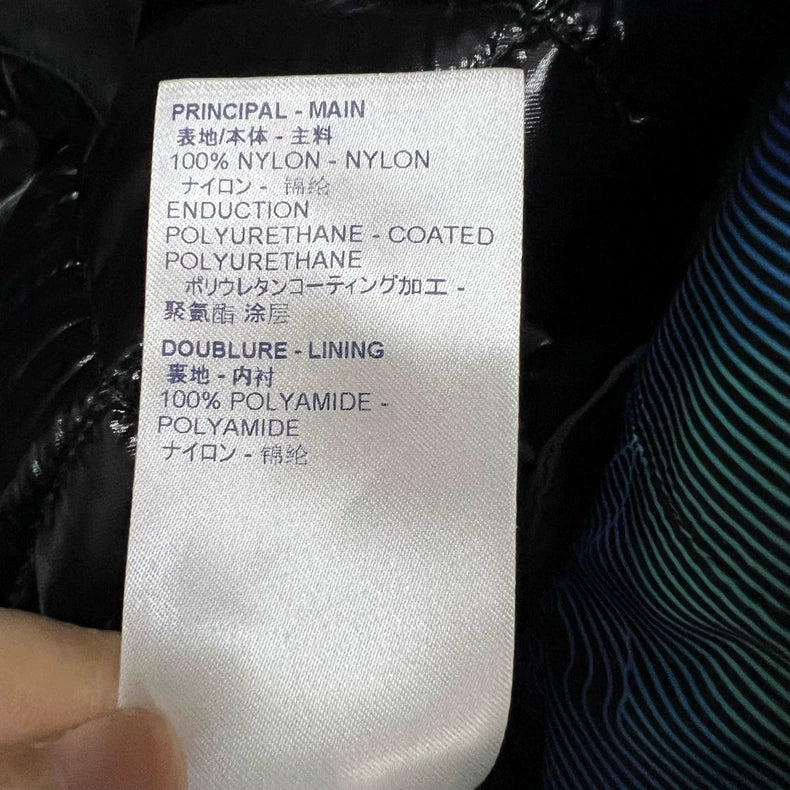 PRINCIPAL - MAIN
表地/本体 - 主料
100% NYLON - NYLON
ナイロン - 锦纶
ENDUCTION
POLYURETHANE - COATED
POLYURETHANE
ポリウレタンコーティング加工 -
聚氨酯 涂层
DOUBLURE - LINING
裏地 - 内衬
100% POLYAMIDE -
POLYAMIDE
ナイロン - 锦纶